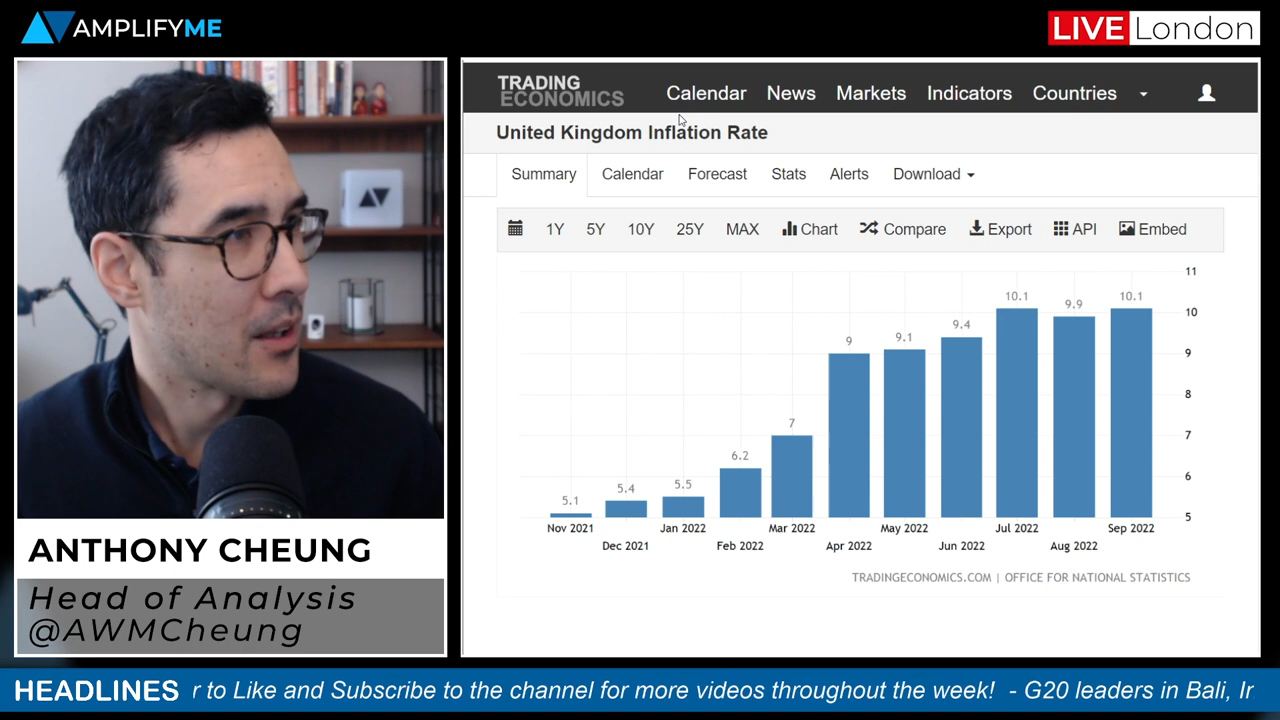 AMPLIFYME
LIVE London
TRADING
ECONOMICS
Calendar News Markets Indicators Countries
United Kingdom Inflation Rate
Summary Calendar Forecast Stats Alerts Download
1Y 5Y 10Y 25Y MAX Chart Compare Export API Embed
11
10
9
8
7
6
5
5.1 5.4 5.5 6.2 7 9 9.1 9.4 10.1 9.9 10.1
Nov 2021 Jan 2022 Mar 2022 May 2022 Jul 2022 Sep 2022
Dec 2021 Feb 2022 Apr 2022 Jun 2022 Aug 2022
TRADINGECONOMICS.COM | OFFICE FOR NATIONAL STATISTICS
ANTHONY CHEUNG
Head of Analysis
@AWMCheung
HEADLINES r to Like and Subscribe to the channel for more videos throughout the week! - G20 leaders in Bali, Ir